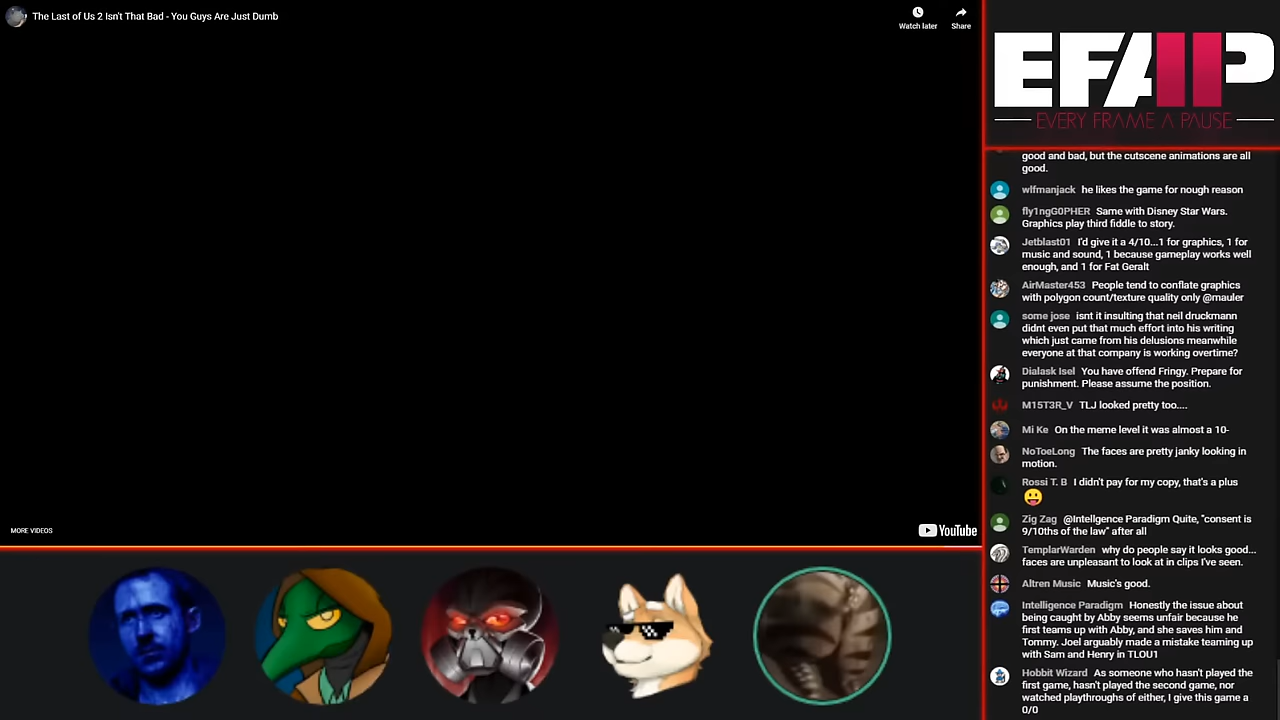 The Last of Us 2 Isn't That Bad - You Guys Are Just Dumb
Watch later
Share
MORE VIDEOS
YouTube
EFAP
EVERY FRAME A PAUSE
good and bad, but the cutscene animations are all
good.
wlfmanjack he likes the game for nough reason
fly1ngG0PHER Same with Disney Star Wars.
Graphics play third fiddle to story.
Jetblast01 I'd give it a 4/10...1 for graphics, 1 for
music and sound, 1 because gameplay works well
enough, and 1 for Fat Geralt
AirMaster453 People tend to conflate graphics
with polygon count/texture quality only @mauler
some jose isnt it insulting that neil druckmann
didnt even put that much effort into his writing
which just came from his delusions meanwhile
everyone at that company is working overtime?
Dialask Isel You have offend Fringy. Prepare for
punishment. Please assume the position.
M15T3R_V TLJ looked pretty too....
Mi Ke On the meme level it was almost a 10-
NoToeLong The faces are pretty janky looking in
motion.
Rossi T. B I didn't pay for my copy, that's a plus
Zig Zag @Intellgence Paradigm Quite, "consent is
9/10ths of the law" after all
TemplarWarden why do people say it looks good...
faces are unpleasant to look at in clips I've seen.
Altren Music Music's good.
Intelligence Paradigm Honestly the issue about
being caught by Abby seems unfair because he
first teams up with Abby, and she saves him and
Tommy. Joel arguably made a mistake teaming up
with Sam and Henry in TLOU1
Hobbit Wizard As someone who hasn't played the
first game, hasn't played the second game, nor
watched playthroughs of either, I give this game a
0/0